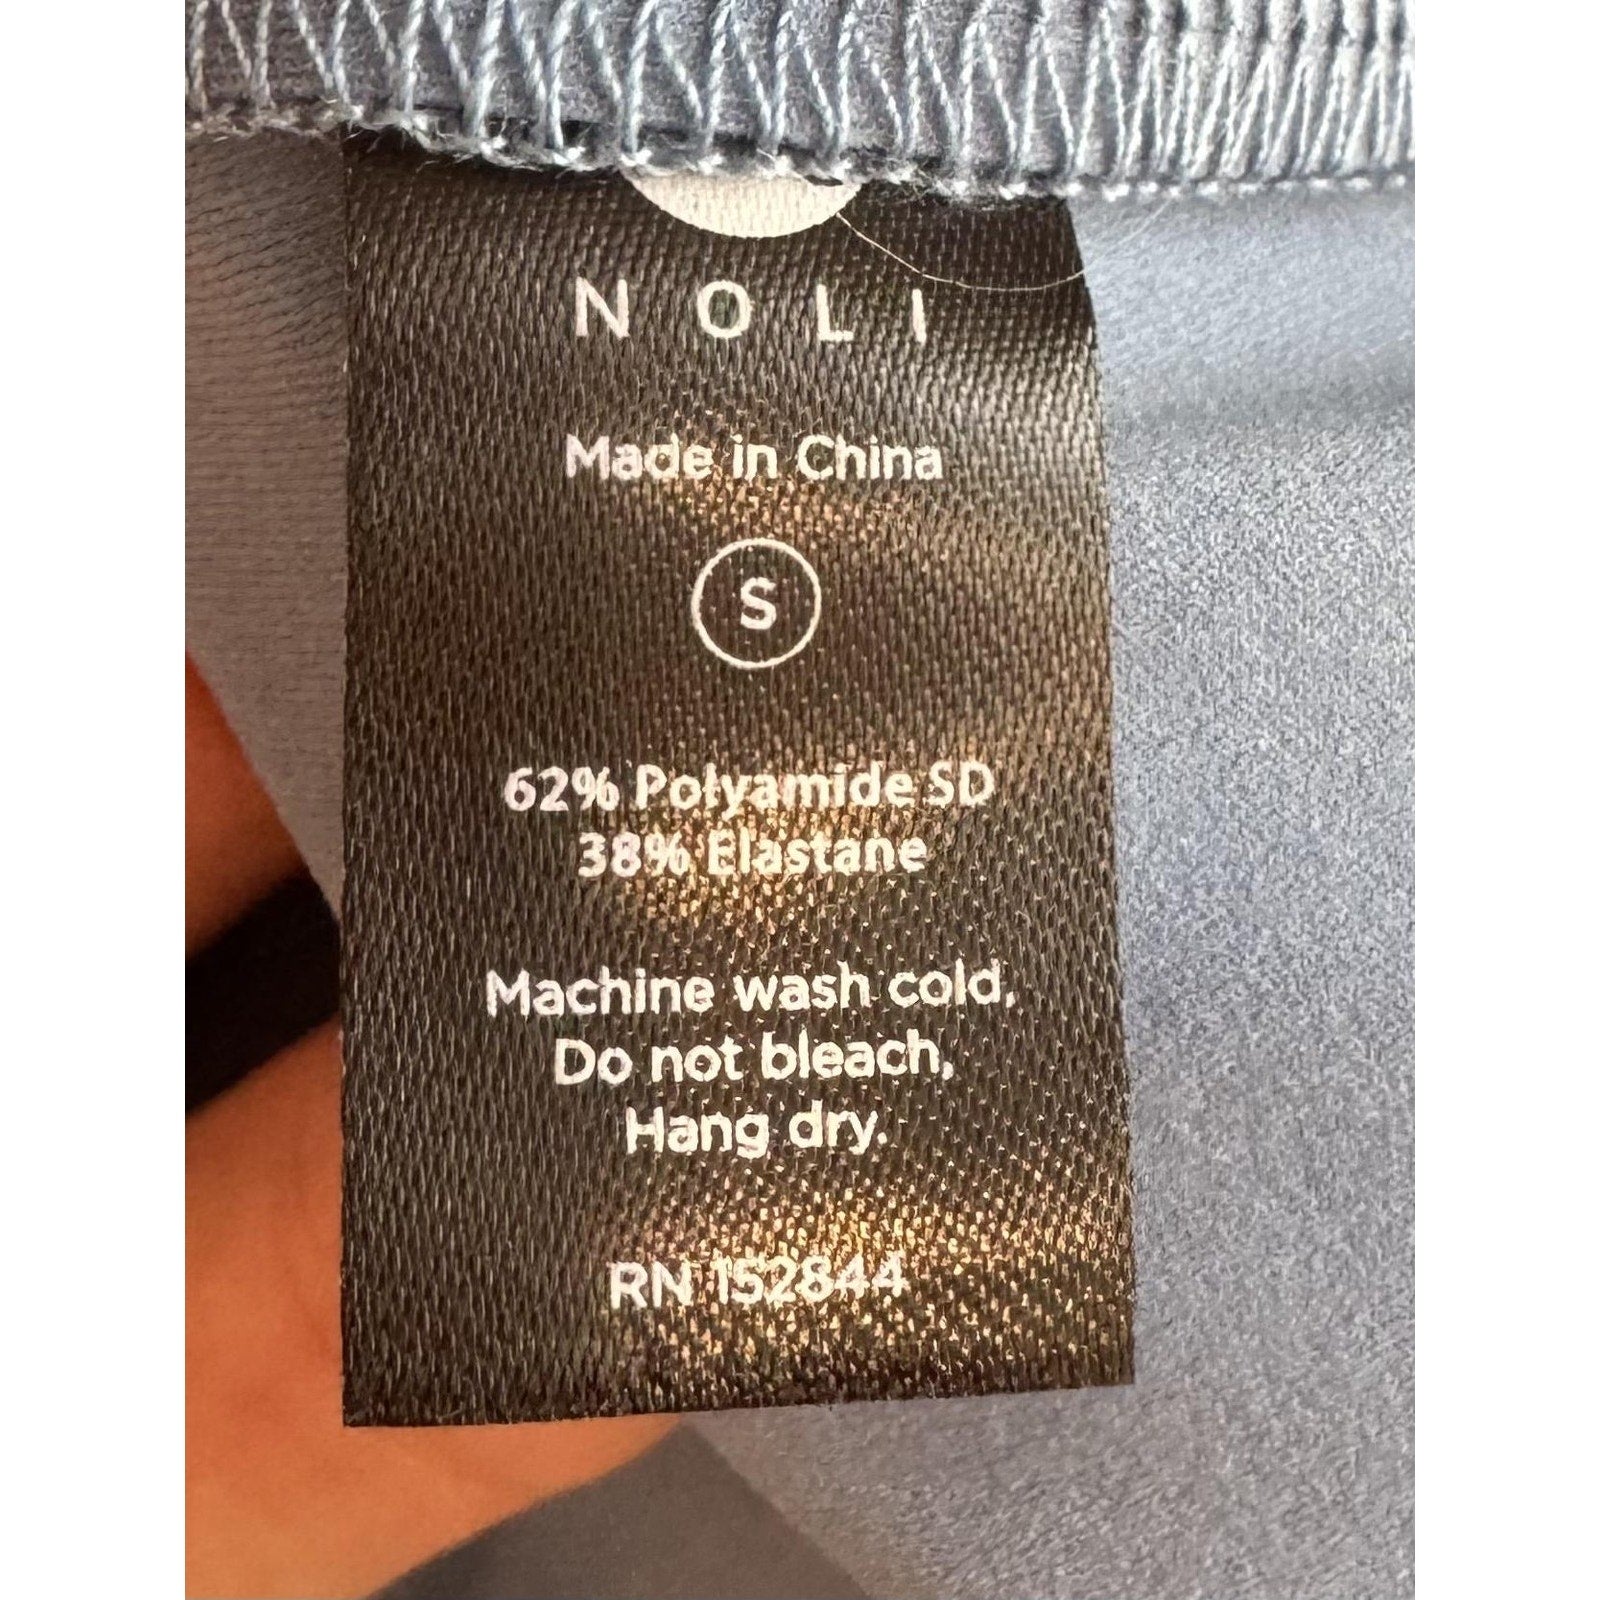 NOLI
Made in China
S
62% Polyamide SD
38% Elastane
Machine wash cold,
Do not bleach,
Hang dry.
RN 152844